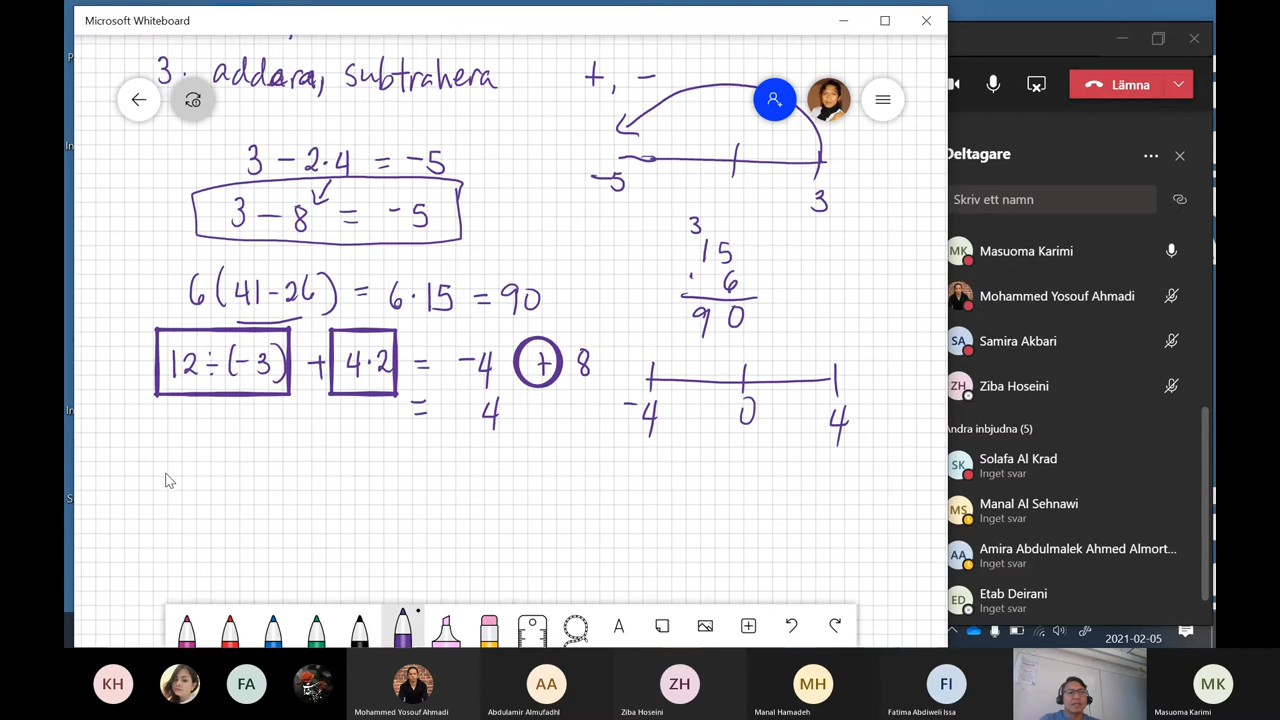 Microsoft Whiteboard
3. addera, subtrahera +, -
3 - 2·4 = -5
3 - 8 = -5
-5 3
6(41-26) = 6·15 = 90
3
15
· 6
90
12 ÷ (-3) + 4·2 = -4 + 8
= 4
-4 0 4
Lämna
Deltagare
Skriv ett namn
MK Masuoma Karimi
Mohammed Yosouf Ahmadi
SA Samira Akbari
ZH Ziba Hoseini
Andra inbjudna (5)
SK Solafa Al Krad
Inget svar
MS Manal Al Sehnawi
Inget svar
AA Amira Abdulmalek Ahmed Almort...
Inget svar
ED Etab Deirani
Inget svar
2021-02-05
KH FA AA ZH MH FI MK
Mohammed Yosouf Ahmadi Abdulamir Almufadhl Ziba Hoseini Manal Hamadeh Fatima Abdiweli Issa Masuoma Karimi